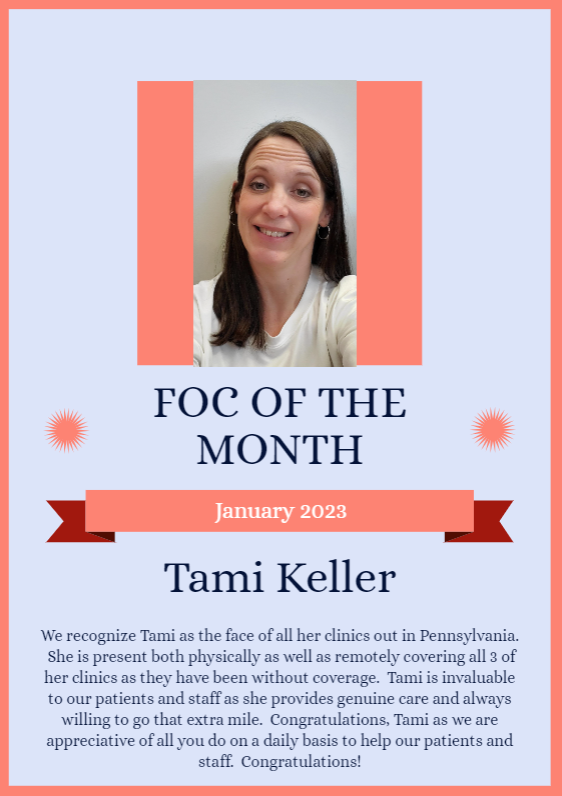 FOC OF THE
MONTH
January 2023
Tami Keller
We recognize Tami as the face of all her clinics out in Pennsylvania.
She is present both physically as well as remotely covering all 3 of
her clinics as they have been without coverage.  Tami is invaluable
to our patients and staff as she provides genuine care and always
willing to go that extra mile.  Congratulations, Tami as we are
appreciative of all you do on a daily basis to help our patients and
staff.  Congratulations!